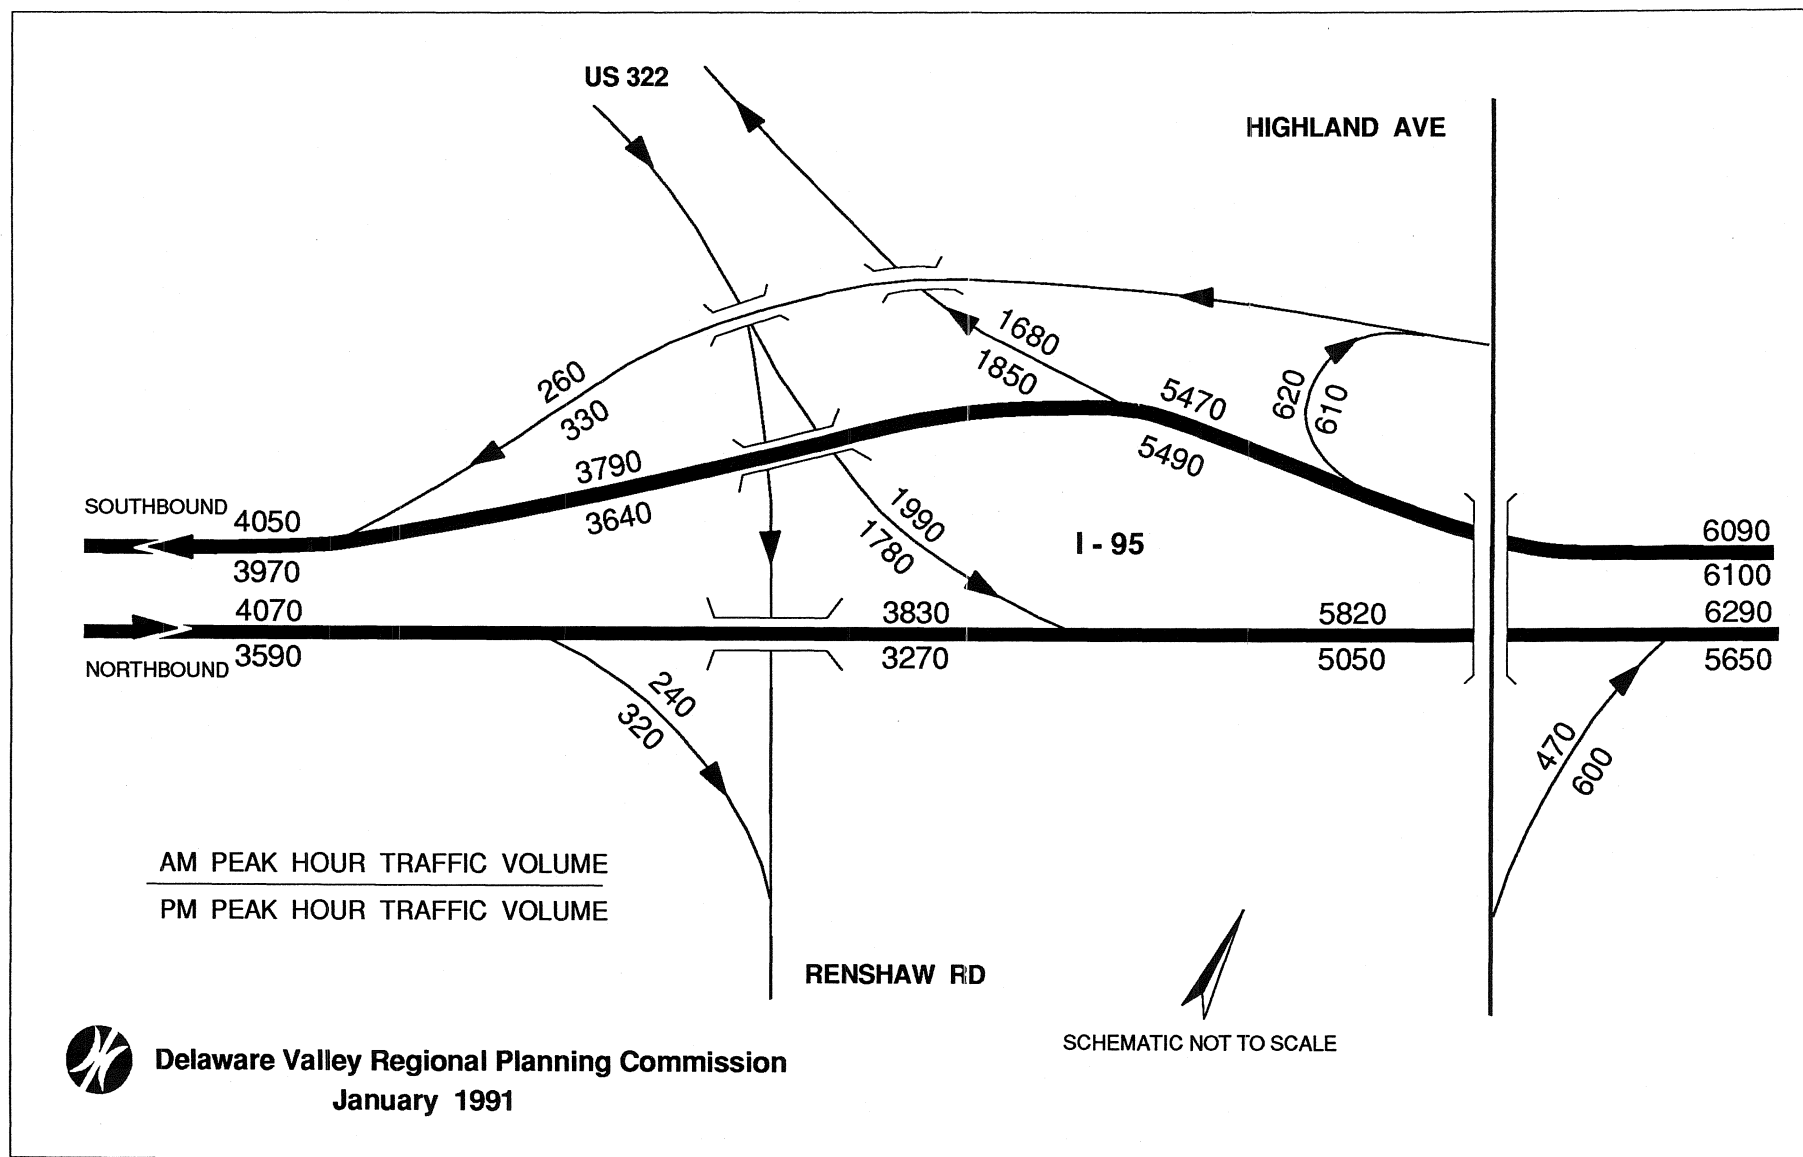 US 322
HIGHLAND AVE
1680
1850
5470
5490
620
610
260
330
3790
3640
SOUTHBOUND
4050
3970
1990
1780
I - 95
6090
6100
4070
3590
NORTHBOUND
3830
3270
5820
5050
6290
5650
240
320
470
600
AM PEAK HOUR TRAFFIC VOLUME
PM PEAK HOUR TRAFFIC VOLUME
RENSHAW RD
SCHEMATIC NOT TO SCALE
Delaware Valley Regional Planning Commission
January 1991